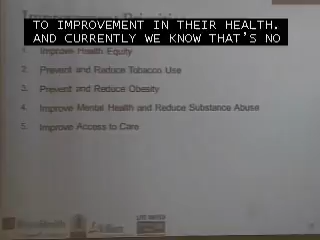 TO IMPROVEMENT IN THEIR HEALTH.
AND CURRENTLY WE KNOW THAT'S NO
1. Improve Health Equity
2. Prevent and Reduce Tobacco Use
3. Prevent and Reduce Obesity
4. Improve Mental Health and Reduce Substance Abuse
5. Improve Access to Care